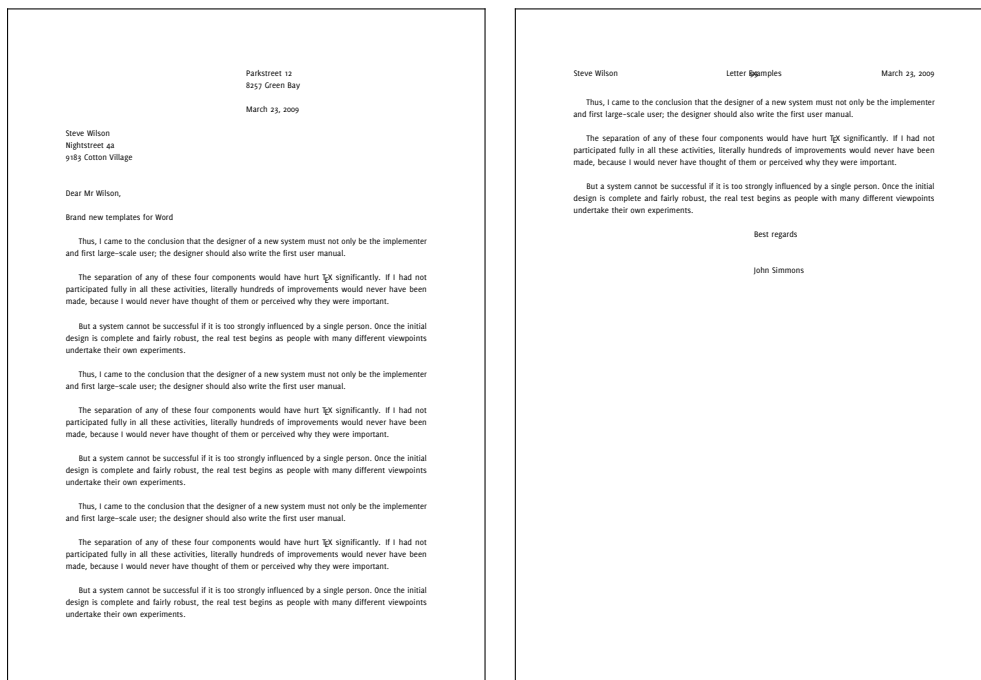 Parkstreet 12
8257 Green Bay
March 23, 2009
Steve Wilson
Nightstreet 4a
9183 Cotton Village
Dear Mr Wilson,
Brand new templates for Word
Thus, I came to the conclusion that the designer of a new system must not only be the implementer
and first large–scale user; the designer should also write the first user manual.
The separation of any of these four components would have hurt TEX significantly. If I had not
participated fully in all these activities, literally hundreds of improvements would never have been
made, because I would never have thought of them or perceived why they were important.
But a system cannot be successful if it is too strongly influenced by a single person. Once the initial
design is complete and fairly robust, the real test begins as people with many different viewpoints
undertake their own experiments.
Thus, I came to the conclusion that the designer of a new system must not only be the implementer
and first large–scale user; the designer should also write the first user manual.
The separation of any of these four components would have hurt TEX significantly. If I had not
participated fully in all these activities, literally hundreds of improvements would never have been
made, because I would never have thought of them or perceived why they were important.
But a system cannot be successful if it is too strongly influenced by a single person. Once the initial
design is complete and fairly robust, the real test begins as people with many different viewpoints
undertake their own experiments.
Thus, I came to the conclusion that the designer of a new system must not only be the implementer
and first large–scale user; the designer should also write the first user manual.
The separation of any of these four components would have hurt TEX significantly. If I had not
participated fully in all these activities, literally hundreds of improvements would never have been
made, because I would never have thought of them or perceived why they were important.
But a system cannot be successful if it is too strongly influenced by a single person. Once the initial
design is complete and fairly robust, the real test begins as people with many different viewpoints
undertake their own experiments.
Steve Wilson Letter Examples March 23, 2009
Thus, I came to the conclusion that the designer of a new system must not only be the implementer
and first large–scale user; the designer should also write the first user manual.
The separation of any of these four components would have hurt TEX significantly. If I had not
participated fully in all these activities, literally hundreds of improvements would never have been
made, because I would never have thought of them or perceived why they were important.
But a system cannot be successful if it is too strongly influenced by a single person. Once the initial
design is complete and fairly robust, the real test begins as people with many different viewpoints
undertake their own experiments.
Best regards
John Simmons